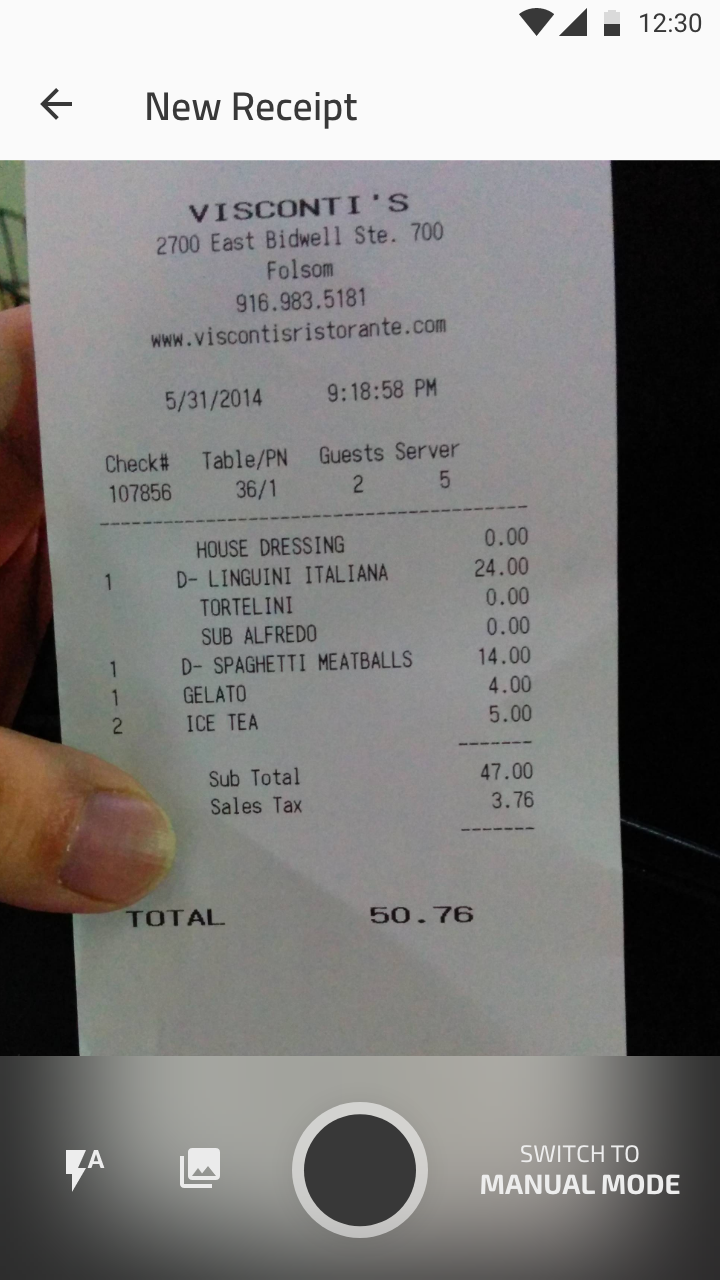 12:30
New Receipt
VISCONTI'S
2700 East Bidwell Ste. 700
Folsom
916.983.5181
www.viscontisristorante.com
5/31/2014 9:18:58 PM
Check# Table/PN Guests Server
107856 36/1 2 5
--------------------------------------
HOUSE DRESSING 0.00
1 D- LINGUINI ITALIANA 24.00
TORTELINI 0.00
SUB ALFREDO 0.00
1 D- SPAGHETTI MEATBALLS 14.00
1 GELATO 4.00
2 ICE TEA 5.00
-------
Sub Total 47.00
Sales Tax 3.76
-------
TOTAL 50.76
A
SWITCH TO
MANUAL MODE